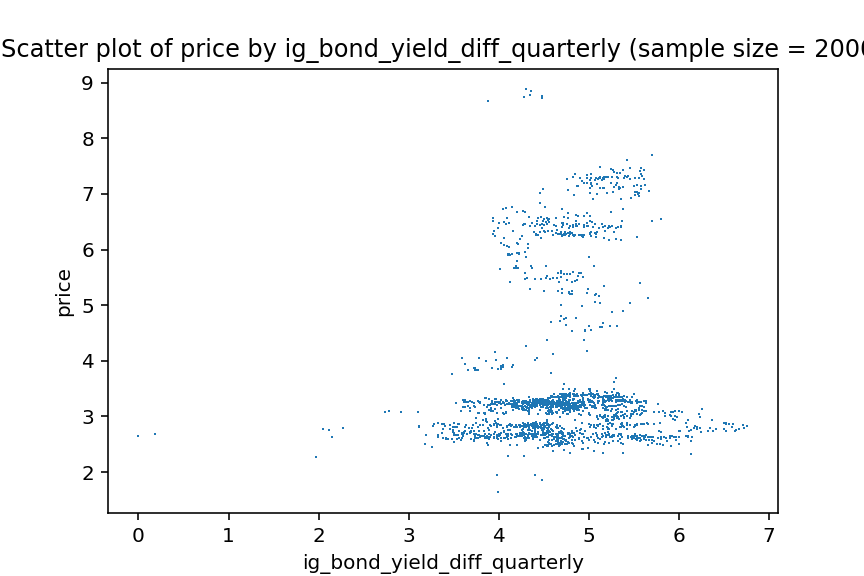 Scatter plot of price by ig_bond_yield_diff_quarterly (sample size = 200
9
8
7
6
5
4
3
2
price
0 1 2 3 4 5 6 7
ig_bond_yield_diff_quarterly